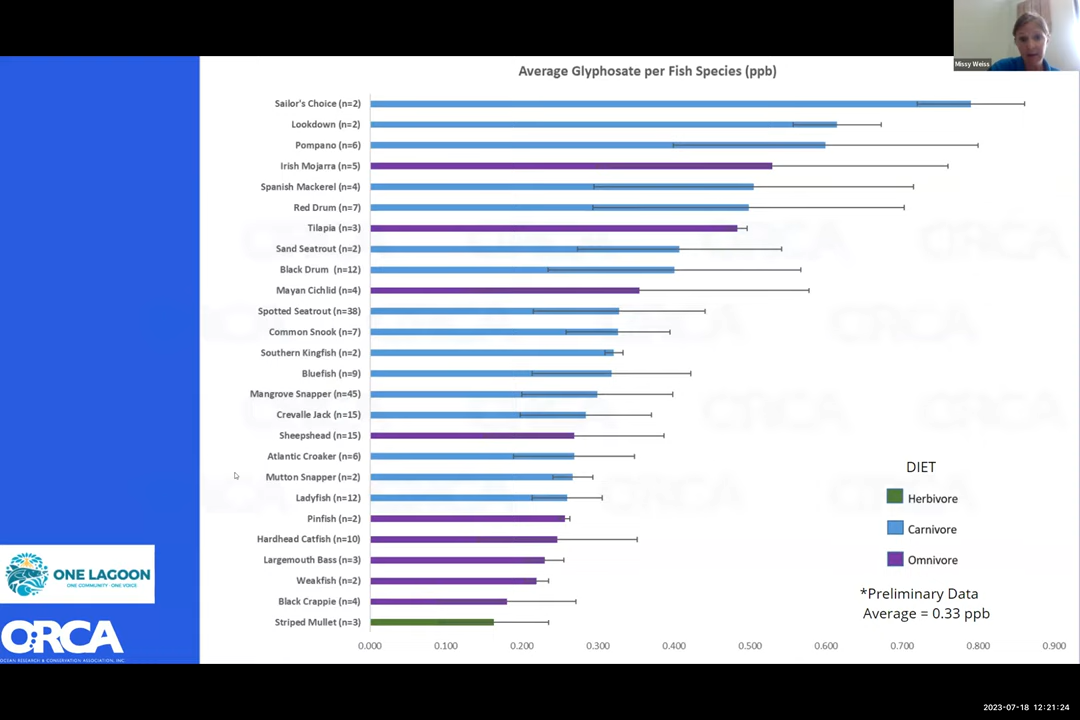 Missy Weiss
Average Glyphosate per Fish Species (ppb)
Sailor's Choice (n=2)
Lookdown (n=2)
Pompano (n=6)
Irish Mojarra (n=5)
Spanish Mackerel (n=4)
Red Drum (n=7)
Tilapia (n=3)
Sand Seatrout (n=2)
Black Drum (n=12)
Mayan Cichlid (n=4)
Spotted Seatrout (n=38)
Common Snook (n=7)
Southern Kingfish (n=2)
Bluefish (n=9)
Mangrove Snapper (n=45)
Crevalle Jack (n=15)
Sheepshead (n=15)
Atlantic Croaker (n=6)
Mutton Snapper (n=2)
Ladyfish (n=12)
Pinfish (n=2)
Hardhead Catfish (n=10)
Largemouth Bass (n=3)
Weakfish (n=2)
Black Crappie (n=4)
Striped Mullet (n=3)
0.000 0.100 0.200 0.300 0.400 0.500 0.600 0.700 0.800 0.900
DIET
Herbivore
Carnivore
Omnivore
*Preliminary Data
Average = 0.33 ppb
ONE LAGOON
ONE COMMUNITY · ONE VOICE
ORCA
OCEAN RESEARCH & CONSERVATION ASSOCIATION, INC.
2023-07-18 12:21:24